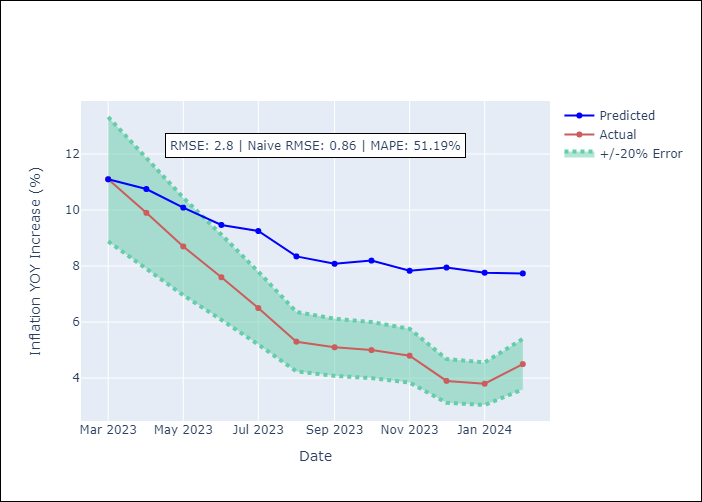 RMSE: 2.8 | Naive RMSE: 0.86 | MAPE: 51.19%
Predicted
Actual
+/-20% Error
Inflation YOY Increase (%)
12
10
8
6
4
Mar 2023 May 2023 Jul 2023 Sep 2023 Nov 2023 Jan 2024
Date